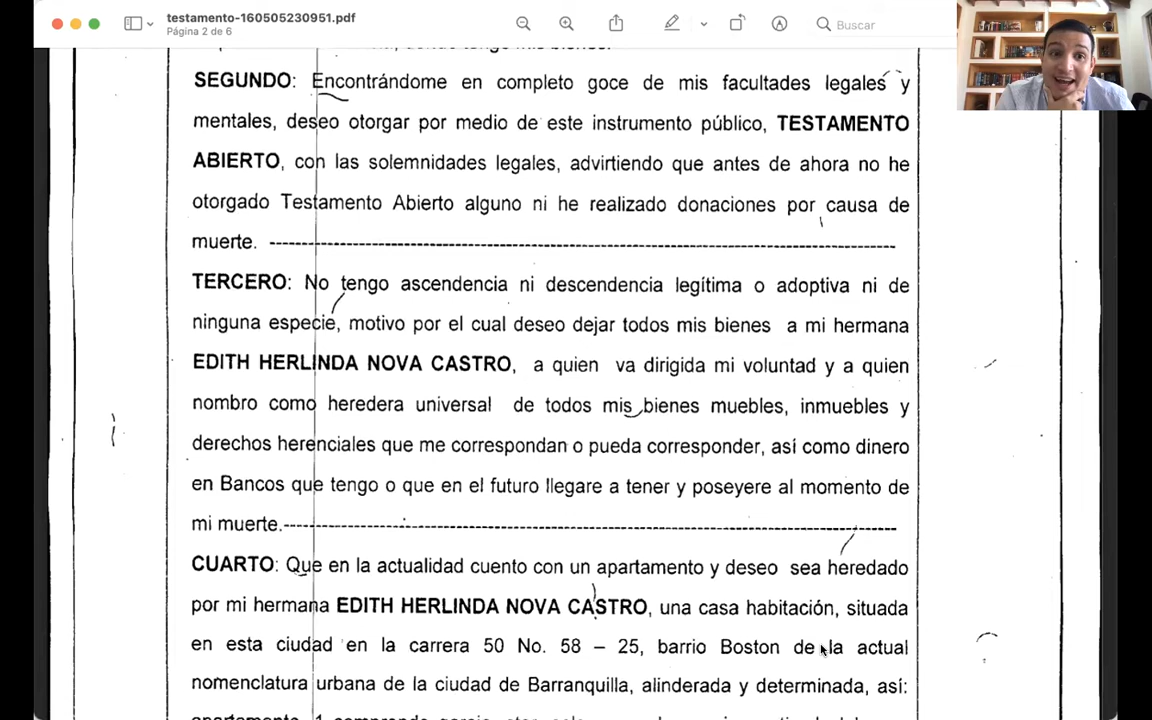 testamento-160505230951.pdf
Página 2 de 6
Buscar
SEGUNDO: Encontrándome en completo goce de mis facultades legales y
mentales, deseo otorgar por medio de este instrumento público, TESTAMENTO
ABIERTO, con las solemnidades legales, advirtiendo que antes de ahora no he
otorgado Testamento Abierto alguno ni he realizado donaciones por causa de
muerte. ------------------------------------------------------------------------------------
TERCERO: No tengo ascendencia ni descendencia legítima o adoptiva ni de
ninguna especie, motivo por el cual deseo dejar todos mis bienes a mi hermana
EDITH HERLINDA NOVA CASTRO, a quien va dirigida mi voluntad y a quien
nombro como heredera universal de todos mis bienes muebles, inmuebles y
derechos herenciales que me correspondan o pueda corresponder, así como dinero
en Bancos que tengo o que en el futuro llegare a tener y poseyere al momento de
mi muerte.------------------------------------------------------------------------------------
CUARTO: Que en la actualidad cuento con un apartamento y deseo sea heredado
por mi hermana EDITH HERLINDA NOVA CASTRO, una casa habitación, situada
en esta ciudad en la carrera 50 No. 58 – 25, barrio Boston de la actual
nomenclatura urbana de la ciudad de Barranquilla, alinderada y determinada, así: